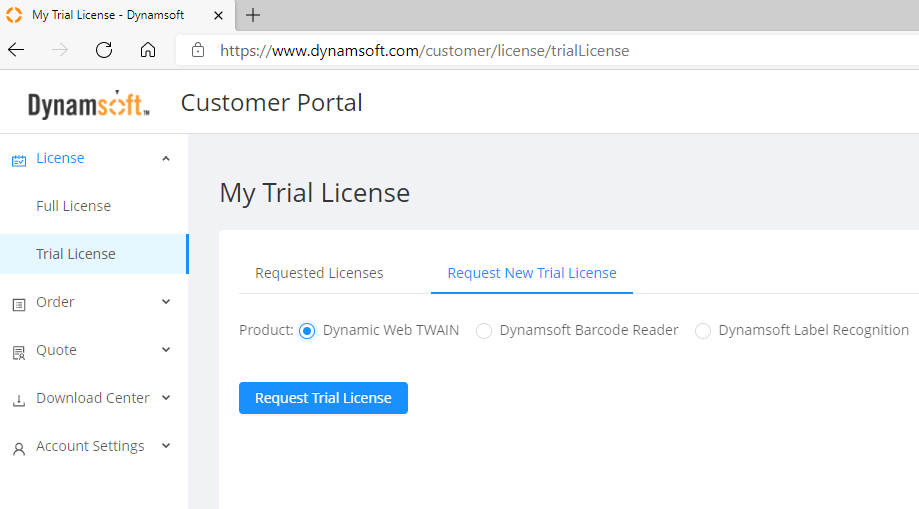 My Trial License - Dynamsoft
https://www.dynamsoft.com/customer/license/trialLicense
Dynamsoft™ Customer Portal
License
Full License
Trial License
Order
Quote
Download Center
Account Settings
My Trial License
Requested Licenses Request New Trial License
Product: Dynamic Web TWAIN Dynamsoft Barcode Reader Dynamsoft Label Recognition
Request Trial License